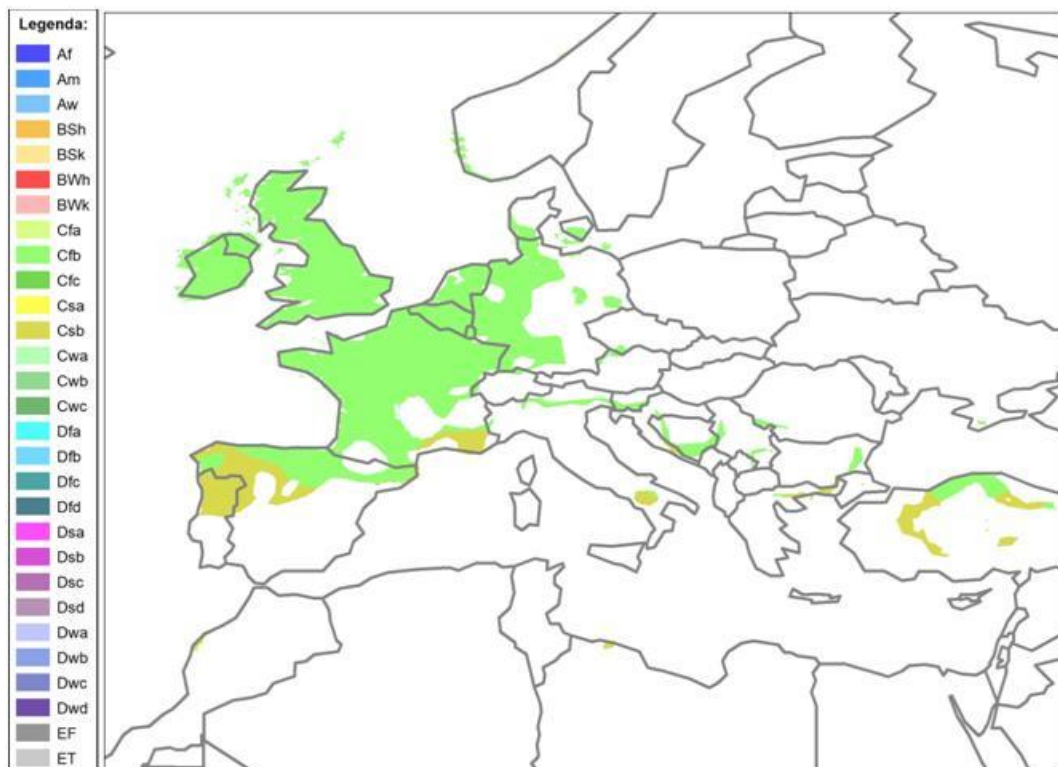 Legenda:
Af
Am
Aw
BSh
BSk
BWh
BWk
Cfa
Cfb
Cfc
Csa
Csb
Cwa
Cwb
Cwc
Dfa
Dfb
Dfc
Dfd
Dsa
Dsb
Dsc
Dsd
Dwa
Dwb
Dwc
Dwd
EF
ET